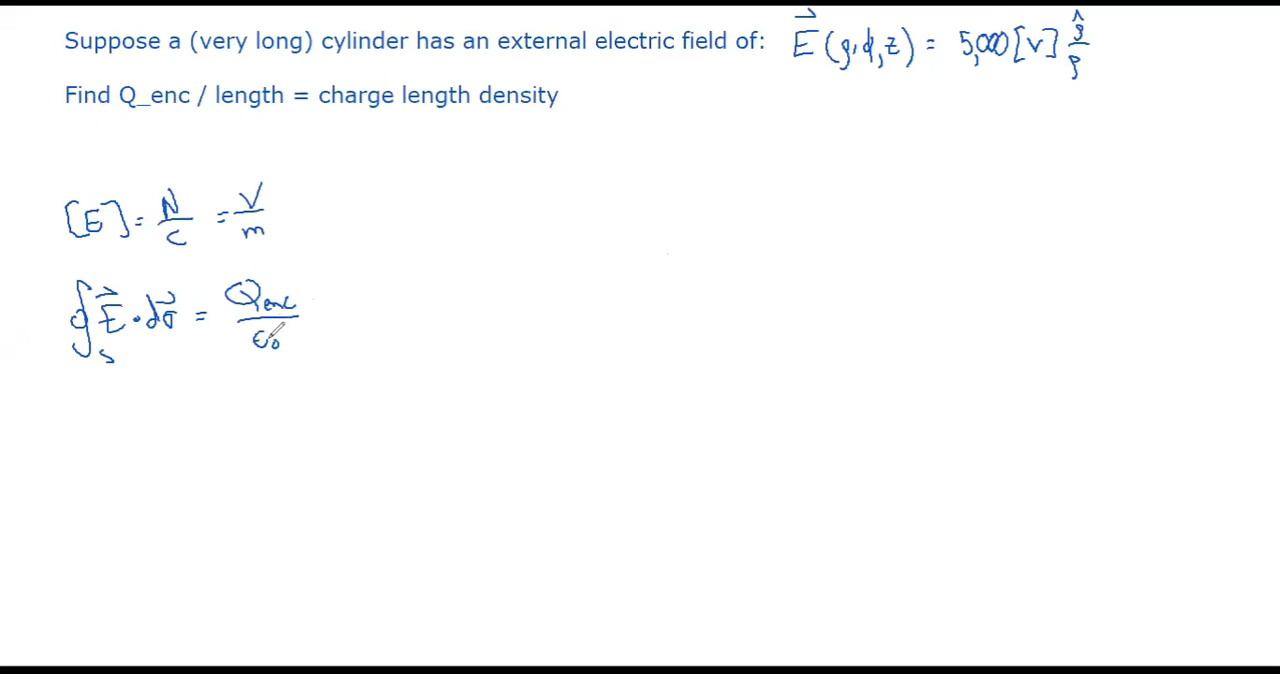 Suppose a (very long) cylinder has an external electric field of: E⃗(ρ,ϕ,z) = 5,000 [V] ρ̂/ρ
Find Q_enc / length = charge length density
[E] = N/C = V/m
∮_S E⃗ · dσ⃗ = Q_enc/ϵ₀